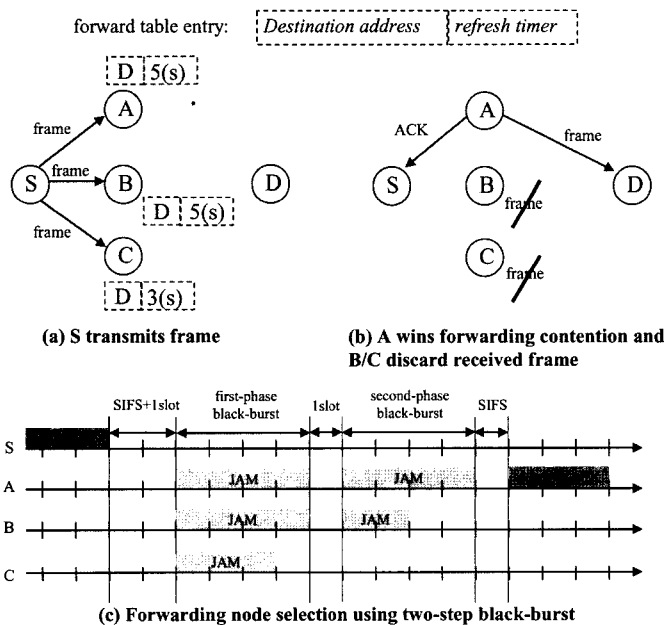 forward table entry: Destination address refresh timer
D 5(s)
A
frame
frame
S B D
D 5(s)
frame
C
D 3(s)
A
ACK frame
S B D
frame
C
frame
(a) S transmits frame
(b) A wins forwarding contention and
B/C discard received frame
SIFS+1slot first-phase
black-burst 1slot second-phase
black-burst SIFS
S
A JAM JAM
B JAM JAM
C JAM
(c) Forwarding node selection using two-step black-burst